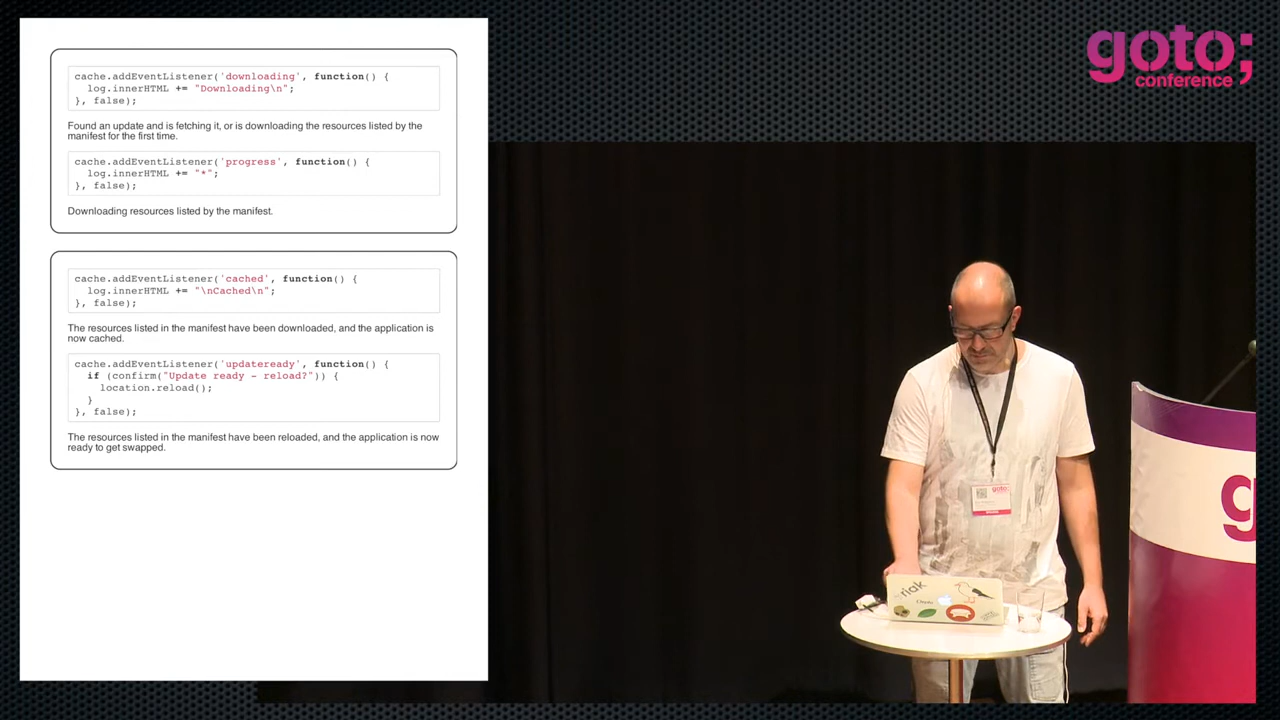 cache.addEventListener('downloading', function() {
log.innerHTML += "Downloading\n";
}, false);
Found an update and is fetching it, or is downloading the resources listed by the
manifest for the first time.
cache.addEventListener('progress', function() {
log.innerHTML += "*";
}, false);
Downloading resources listed by the manifest.
cache.addEventListener('cached', function() {
log.innerHTML += "\nCached\n";
}, false);
The resources listed in the manifest have been downloaded, and the application is
now cached.
cache.addEventListener('updateready', function() {
if (confirm("Update ready - reload?")) {
location.reload();
}
}, false);
The resources listed in the manifest have been reloaded, and the application is now
ready to get swapped.
goto;
conference
goto;
riak
g